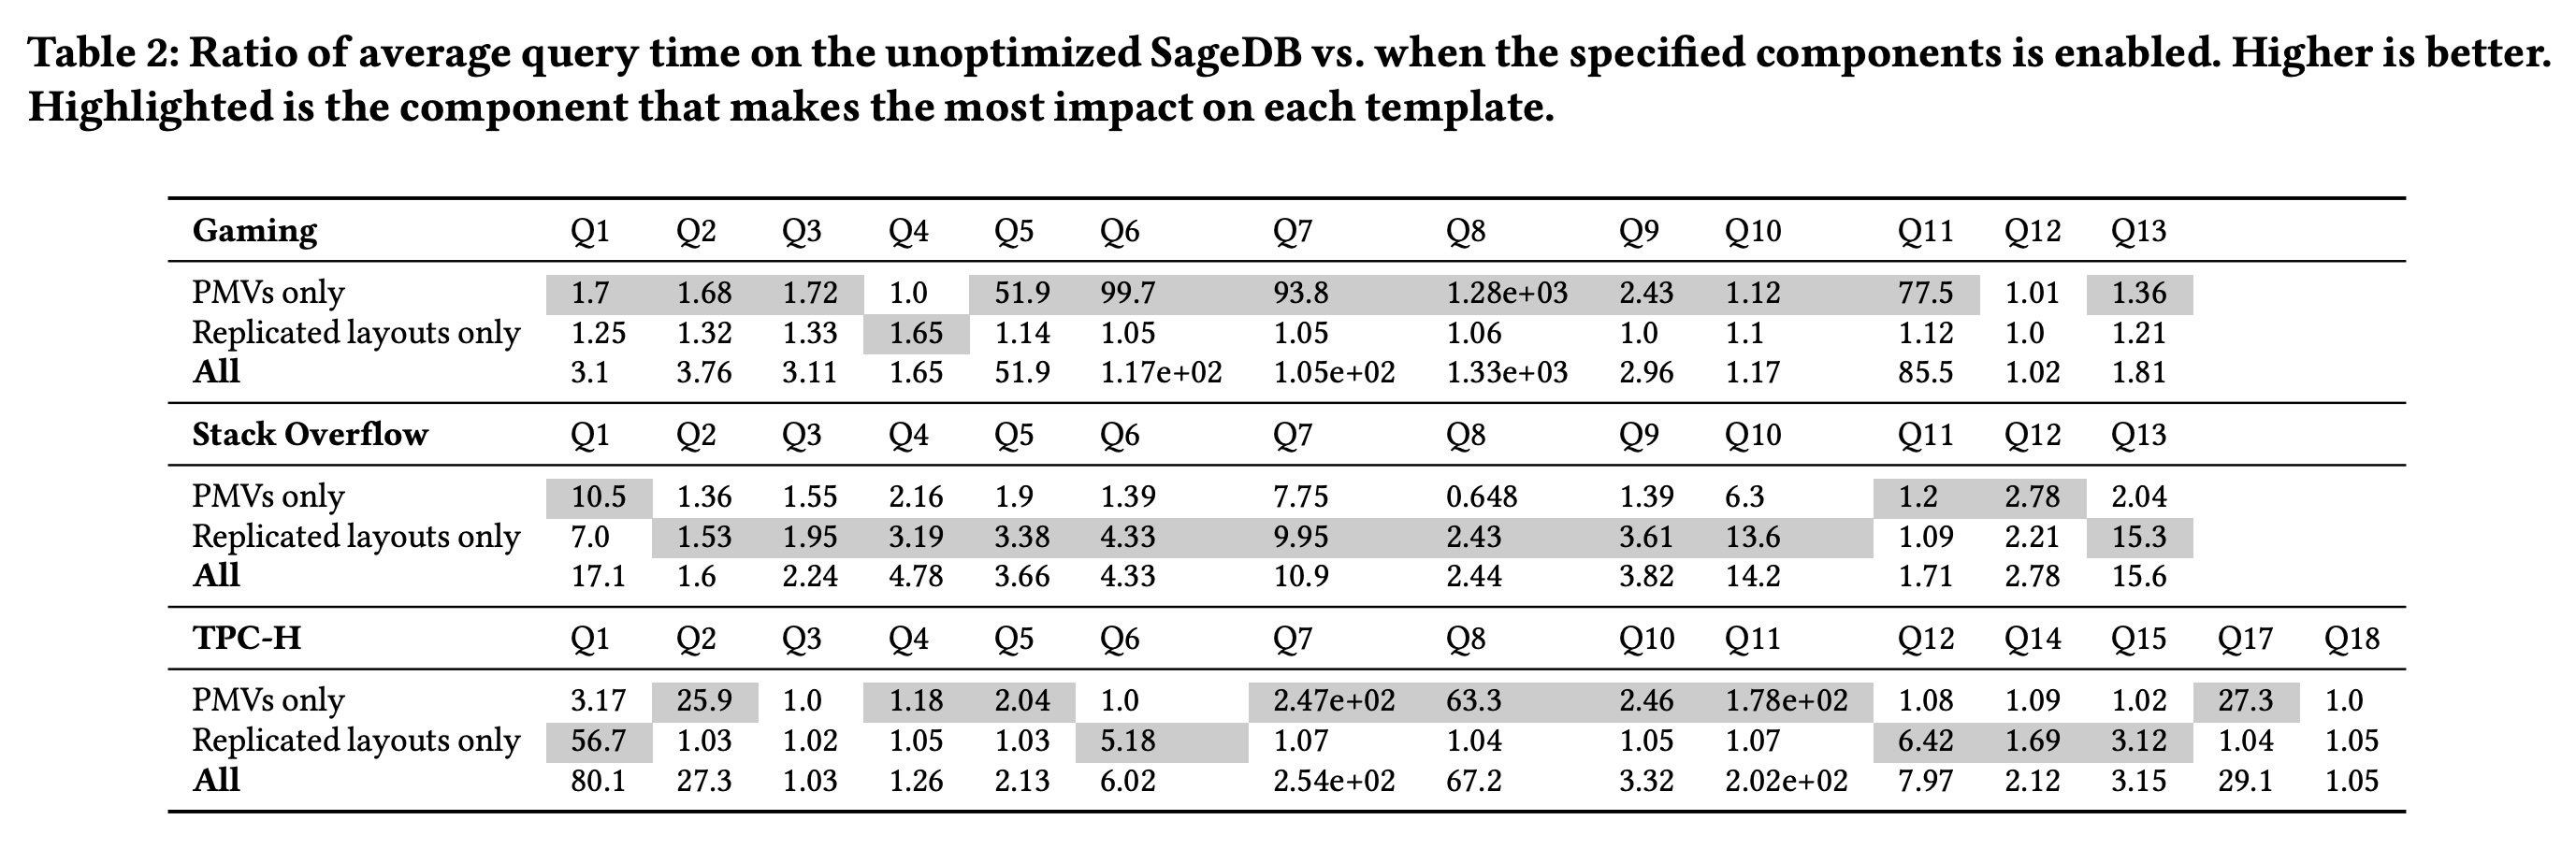 Table 2: Ratio of average query time on the unoptimized SageDB vs. when the specified components is enabled. Higher is better.
Highlighted is the component that makes the most impact on each template.
Gaming Q1 Q2 Q3 Q4 Q5 Q6 Q7 Q8 Q9 Q10 Q11 Q12 Q13
PMVs only 1.7 1.68 1.72 1.0 51.9 99.7 93.8 1.28e+03 2.43 1.12 77.5 1.01 1.36
Replicated layouts only 1.25 1.32 1.33 1.65 1.14 1.05 1.05 1.06 1.0 1.1 1.12 1.0 1.21
All 3.1 3.76 3.11 1.65 51.9 1.17e+02 1.05e+02 1.33e+03 2.96 1.17 85.5 1.02 1.81
Stack Overflow Q1 Q2 Q3 Q4 Q5 Q6 Q7 Q8 Q9 Q10 Q11 Q12 Q13
PMVs only 10.5 1.36 1.55 2.16 1.9 1.39 7.75 0.648 1.39 6.3 1.2 2.78 2.04
Replicated layouts only 7.0 1.53 1.95 3.19 3.38 4.33 9.95 2.43 3.61 13.6 1.09 2.21 15.3
All 17.1 1.6 2.24 4.78 3.66 4.33 10.9 2.44 3.82 14.2 1.71 2.78 15.6
TPC-H Q1 Q2 Q3 Q4 Q5 Q6 Q7 Q8 Q10 Q11 Q12 Q14 Q15 Q17 Q18
PMVs only 3.17 25.9 1.0 1.18 2.04 1.0 2.47e+02 63.3 2.46 1.78e+02 1.08 1.09 1.02 27.3 1.0
Replicated layouts only 56.7 1.03 1.02 1.05 1.03 5.18 1.07 1.04 1.05 1.07 6.42 1.69 3.12 1.04 1.05
All 80.1 27.3 1.03 1.26 2.13 6.02 2.54e+02 67.2 3.32 2.02e+02 7.97 2.12 3.15 29.1 1.05